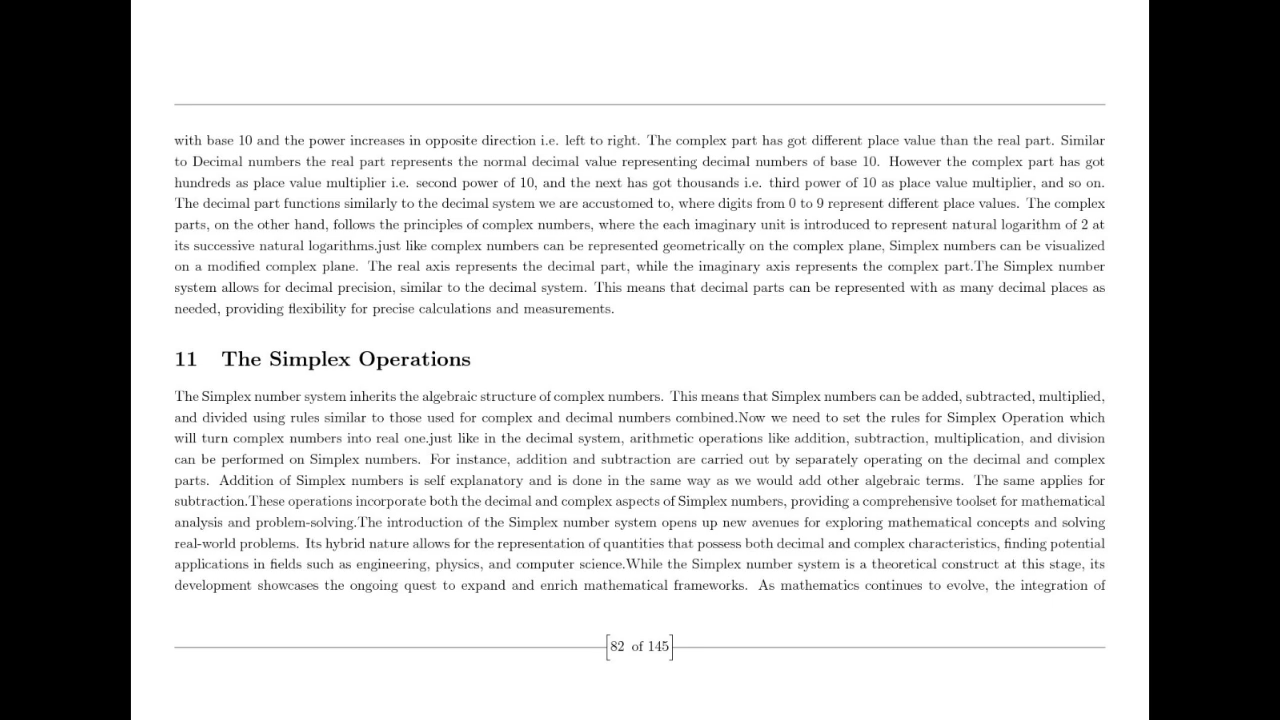 with base 10 and the power increases in opposite direction i.e. left to right. The complex part has got different place value than the real part. Similar
to Decimal numbers the real part represents the normal decimal value representing decimal numbers of base 10. However the complex part has got
hundreds as place value multiplier i.e. second power of 10, and the next has got thousands i.e. third power of 10 as place value multiplier, and so on.
The decimal part functions similarly to the decimal system we are accustomed to, where digits from 0 to 9 represent different place values. The complex
parts, on the other hand, follows the principles of complex numbers, where the each imaginary unit is introduced to represent natural logarithm of 2 at
its successive natural logarithms.just like complex numbers can be represented geometrically on the complex plane, Simplex numbers can be visualized
on a modified complex plane. The real axis represents the decimal part, while the imaginary axis represents the complex part.The Simplex number
system allows for decimal precision, similar to the decimal system. This means that decimal parts can be represented with as many decimal places as
needed, providing flexibility for precise calculations and measurements.
11 The Simplex Operations
The Simplex number system inherits the algebraic structure of complex numbers. This means that Simplex numbers can be added, subtracted, multiplied,
and divided using rules similar to those used for complex and decimal numbers combined.Now we need to set the rules for Simplex Operation which
will turn complex numbers into real one.just like in the decimal system, arithmetic operations like addition, subtraction, multiplication, and division
can be performed on Simplex numbers. For instance, addition and subtraction are carried out by separately operating on the decimal and complex
parts. Addition of Simplex numbers is self explanatory and is done in the same way as we would add other algebraic terms. The same applies for
subtraction.These operations incorporate both the decimal and complex aspects of Simplex numbers, providing a comprehensive toolset for mathematical
analysis and problem-solving.The introduction of the Simplex number system opens up new avenues for exploring mathematical concepts and solving
real-world problems. Its hybrid nature allows for the representation of quantities that possess both decimal and complex characteristics, finding potential
applications in fields such as engineering, physics, and computer science.While the Simplex number system is a theoretical construct at this stage, its
development showcases the ongoing quest to expand and enrich mathematical frameworks. As mathematics continues to evolve, the integration of
[82 of 145]